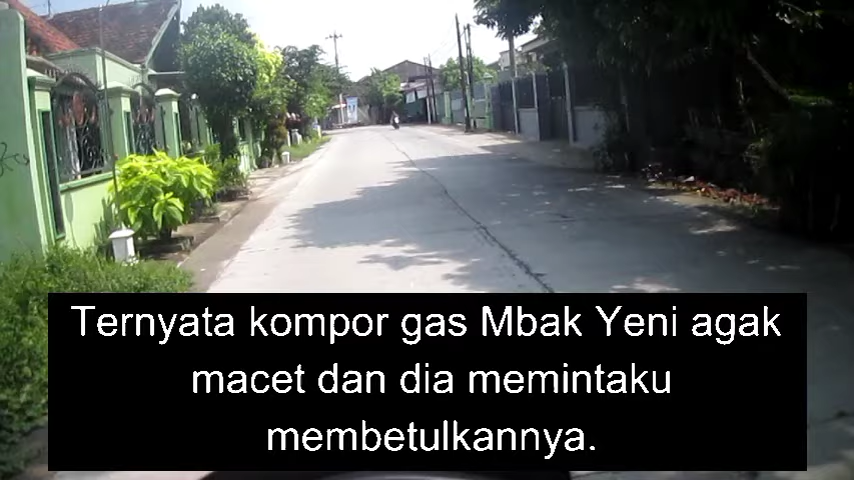 Ternyata kompor gas Mbak Yeni agak
macet dan dia memintaku
membetulkannya.